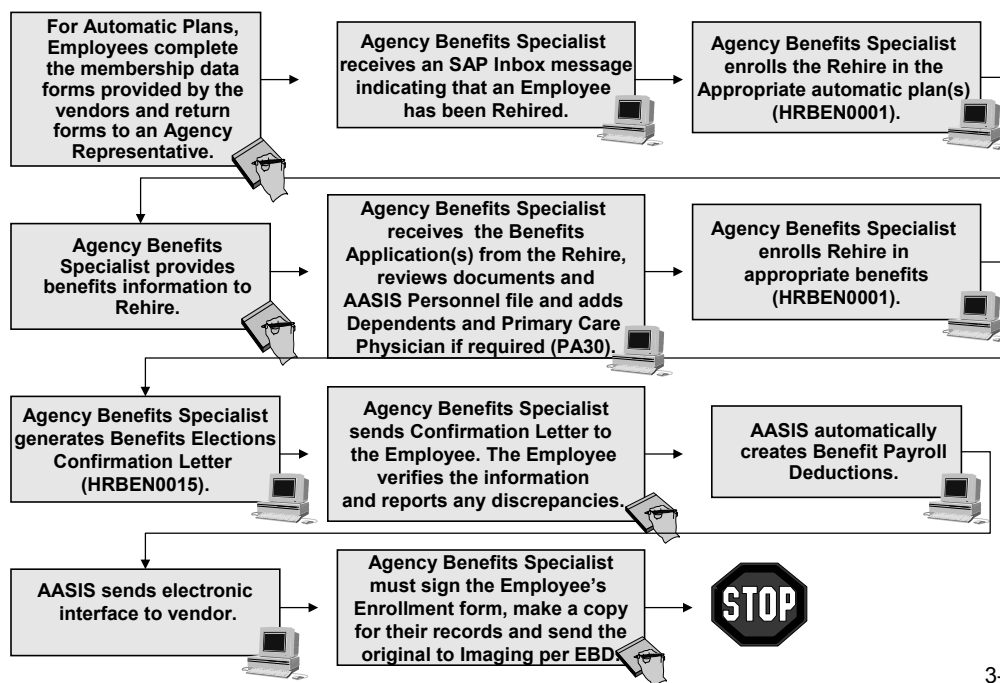 For Automatic Plans,
Employees complete
the membership data
forms provided by the
vendors and return
forms to an Agency
Representative.
Agency Benefits Specialist
receives an SAP Inbox message
indicating that an Employee
has been Rehired.
Agency Benefits Specialist
enrolls the Rehire in the
Appropriate automatic plan(s)
(HRBEN0001).
Agency Benefits
Specialist provides
benefits information to
Rehire.
Agency Benefits Specialist
receives the Benefits
Application(s) from the Rehire,
reviews documents and
AASIS Personnel file and adds
Dependents and Primary Care
Physician if required (PA30).
Agency Benefits Specialist
enrolls Rehire in
appropriate benefits
(HRBEN0001).
Agency Benefits Specialist
generates Benefits Elections
Confirmation Letter
(HRBEN0015).
Agency Benefits Specialist
sends Confirmation Letter to
the Employee. The Employee
verifies the information
and reports any discrepancies.
AASIS automatically
creates Benefit Payroll
Deductions.
AASIS sends electronic
interface to vendor.
Agency Benefits Specialist
must sign the Employee’s
Enrollment form, make a copy
for their records and send the
original to Imaging per EBD.
STOP
3-